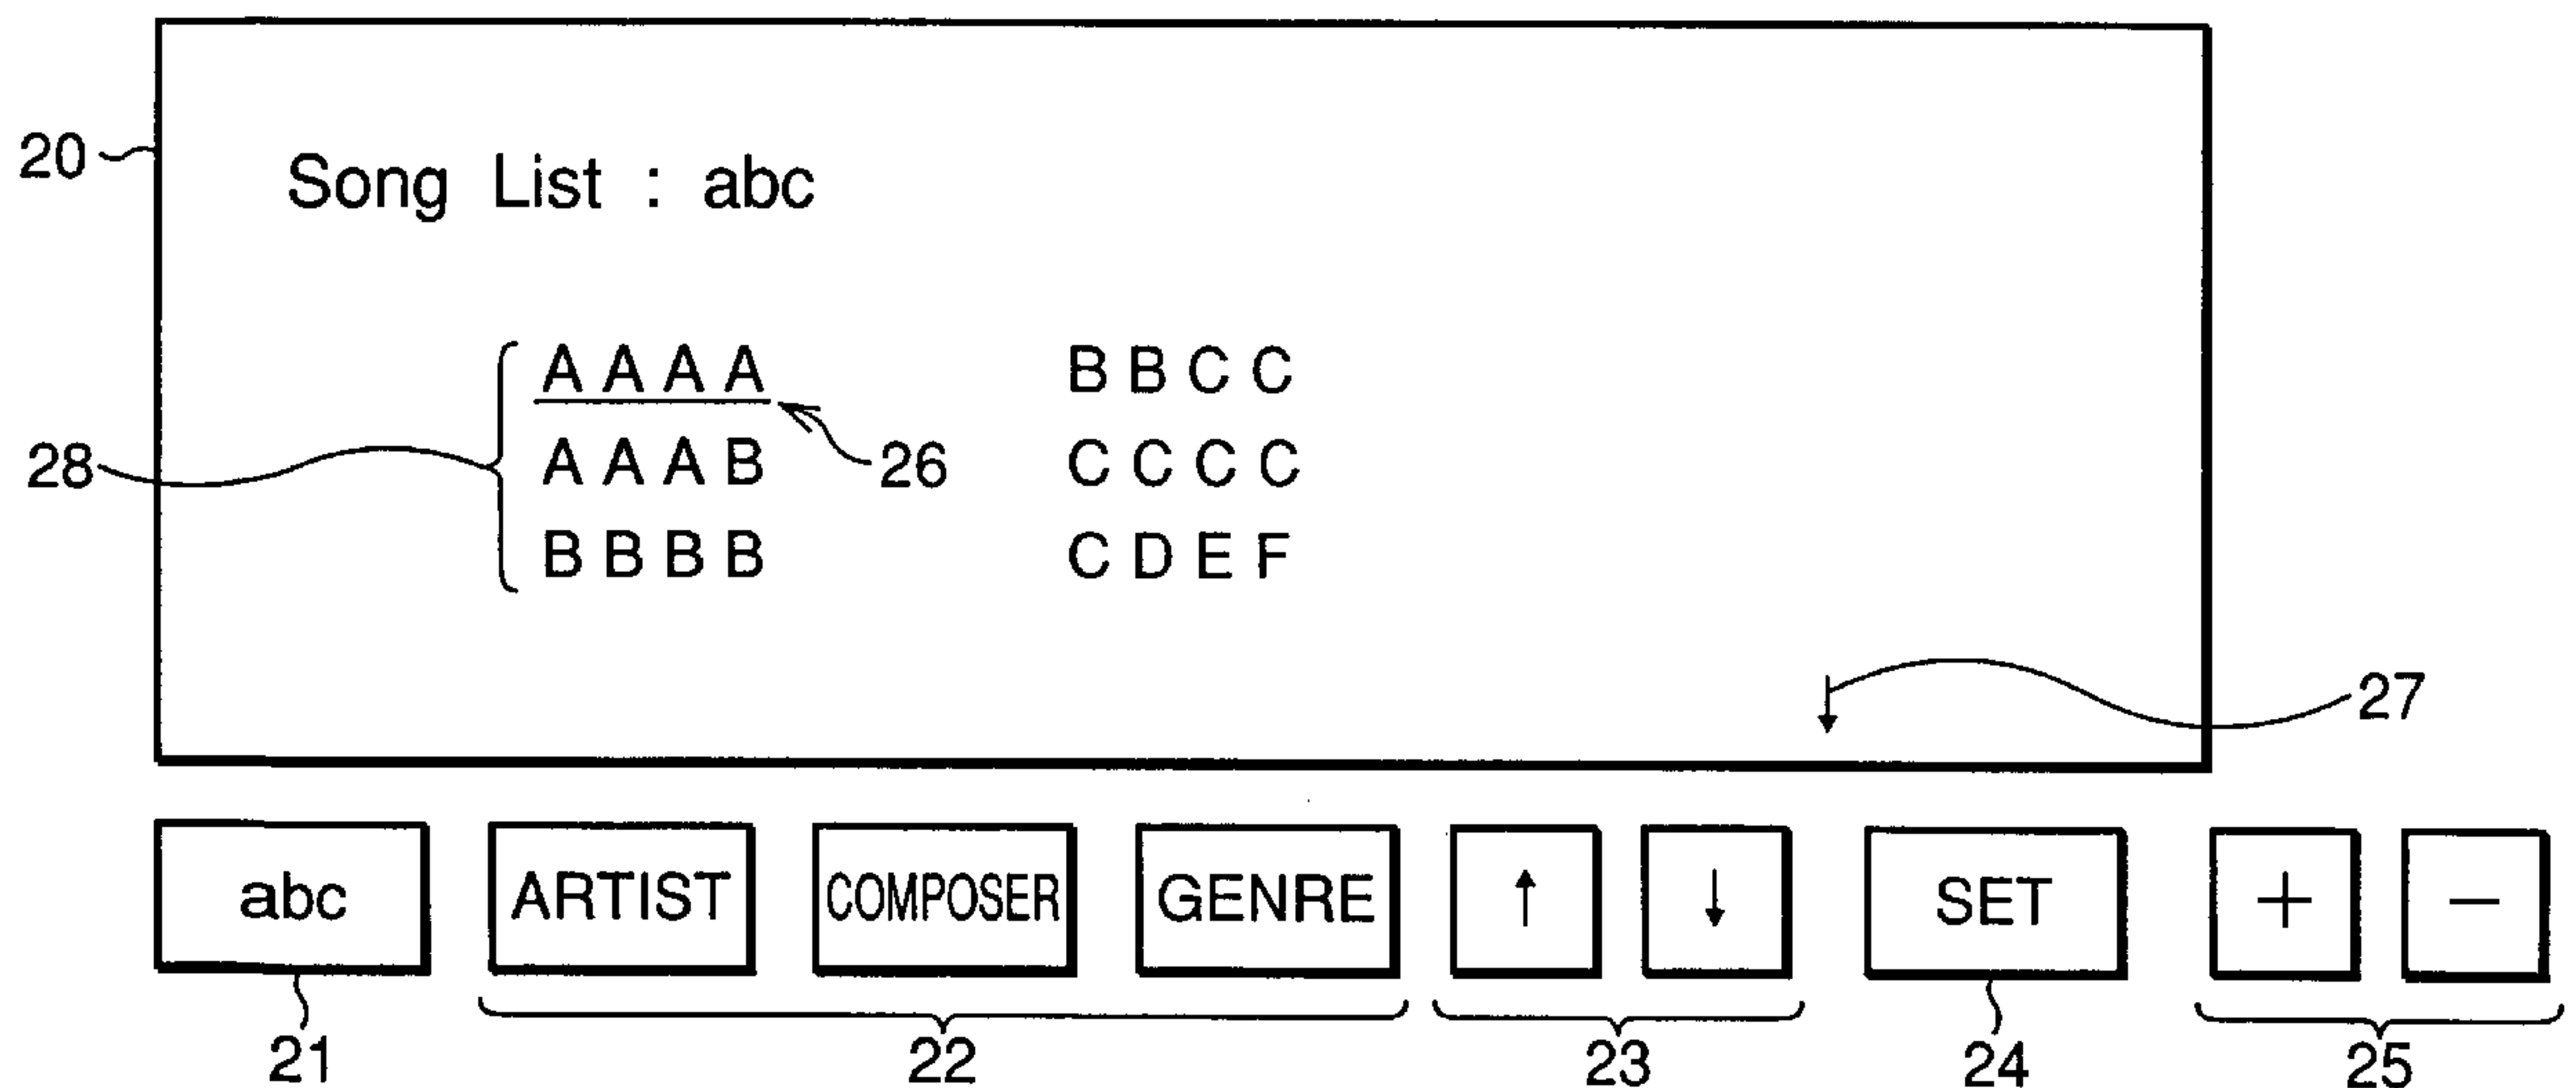 20
Song List : abc
A A A A B B C C
28 A A A B 26 C C C C
B B B B C D E F
27
abc ARTIST COMPOSER GENRE ↑ ↓ SET + −
21 22 23 24 25